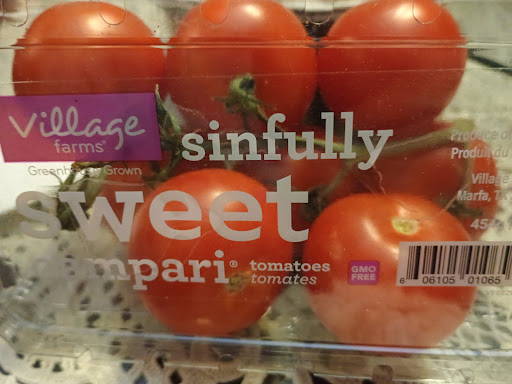 Village
farms®
Greenhouse Grown
sinfully
sweet
ampari®
tomatoes
tomates
GMO
FREE
Produce o
Produit du
Village
Marfa, TX
454
6 06105 01065